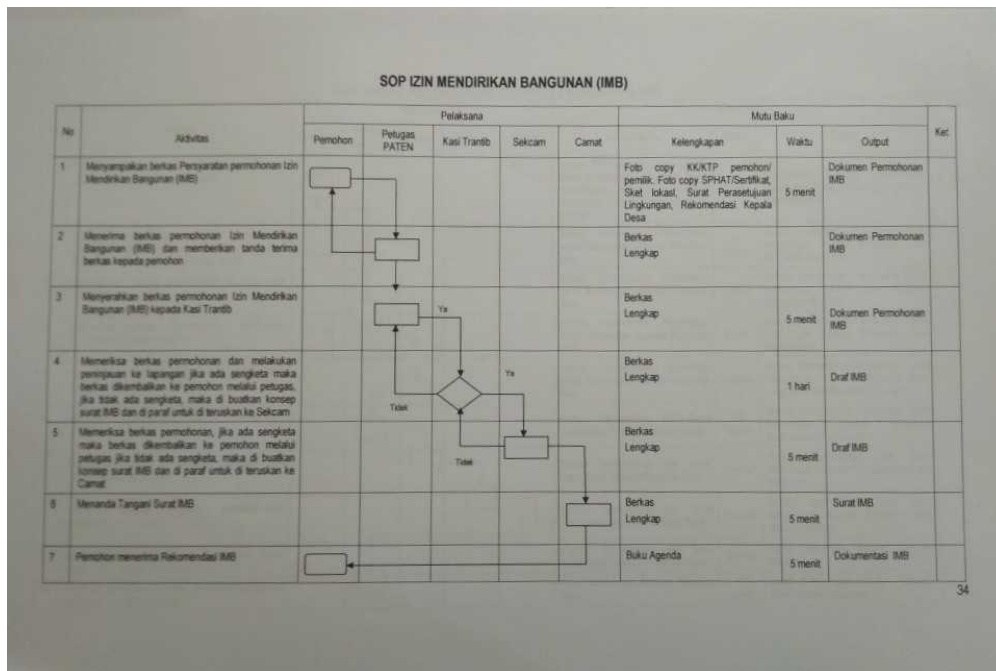 SOP IZIN MENDIRIKAN BANGUNAN (IMB)
No
Aktivitas
Pelaksana
Mutu Baku
Ket
Pemohon
Petugas
PATEN
Kasi Trantib
Sekcam
Camat
Kelengkapan
Waktu
Output
1
Menyampaikan berkas Persyaratan permohonan Izin
Mendirikan Bangunan (IMB)
Foto copy KK/KTP pemohon/
pemilik. Foto copy SPHAT/Sertifikat,
Sket lokasi, Surat Perasetujuan
Lingkungan, Rekomendasi Kepala
Desa
5 menit
Dokumen Permohonan
IMB
2
Menerima berkas permohonan Izin Mendirikan
Bangunan (IMB) dan memberikan tanda terima
berkas kepada pemohon
Berkas
Lengkap
Dokumen Permohonan
IMB
3
Menyerahkan berkas permohonan Izin Mendirikan
Bangunan (IMB) kepada Kasi Trantib
Ya
Berkas
Lengkap
5 menit
Dokumen Permohonan
IMB
4
Memeriksa berkas permohonan dan melakukan
peninjauan ke lapangan jika ada sengketa maka
berkas dikembalikan ke pemohon melalui petugas,
jika tidak ada sengketa, maka di buatkan konsep
surat IMB dan di paraf untuk di teruskan ke Sekcam
Tidak
Ya
Berkas
Lengkap
1 hari
Draf IMB
5
Memeriksa berkas permohonan, jika ada sengketa
maka berkas dikembalikan ke pemohon melalui
petugas jika tidak ada sengketa, maka di buatkan
konsep surat IMB dan di paraf untuk di teruskan ke
Camat
Tidak
Berkas
Lengkap
5 menit
Draf IMB
6
Menanda Tangani Surat IMB
Berkas
Lengkap
5 menit
Surat IMB
7
Pemohon menerima Rekomendasi IMB
Buku Agenda
5 menit
Dokumentasi IMB
34